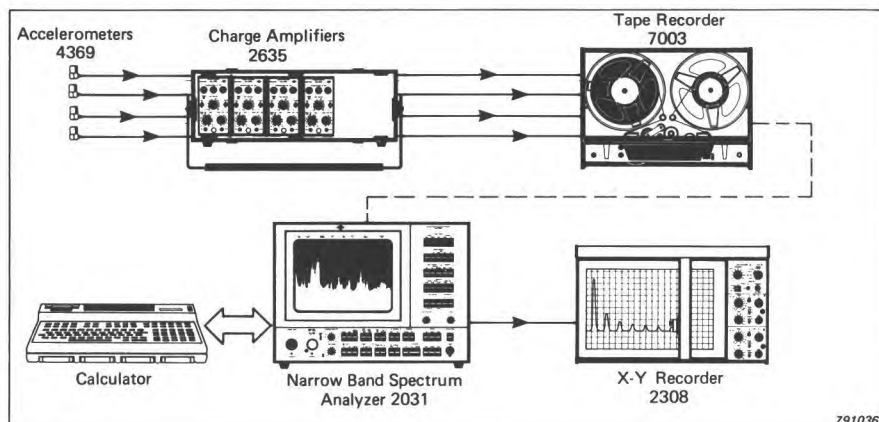 Accelerometers
4369
Charge Amplifiers
2635
Tape Recorder
7003
Calculator
Narrow Band Spectrum
Analyzer 2031
X-Y Recorder
2308
791036